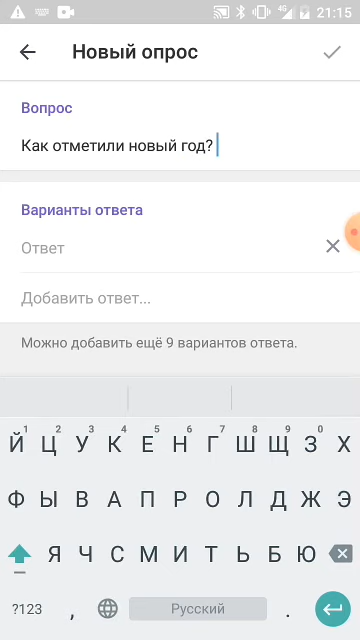 4G 21:15
Новый опрос
Вопрос
Как отметили новый год?
Варианты ответа
Ответ
Добавить ответ...
Можно добавить ещё 9 вариантов ответа.
1 2 3 4 5 6 7 8 9 0
Й Ц У К Е Н Г Ш Щ З Х
Ф Ы В А П Р О Л Д Ж Э
Я Ч С М И Т Ь Б Ю
?123 , Русский .